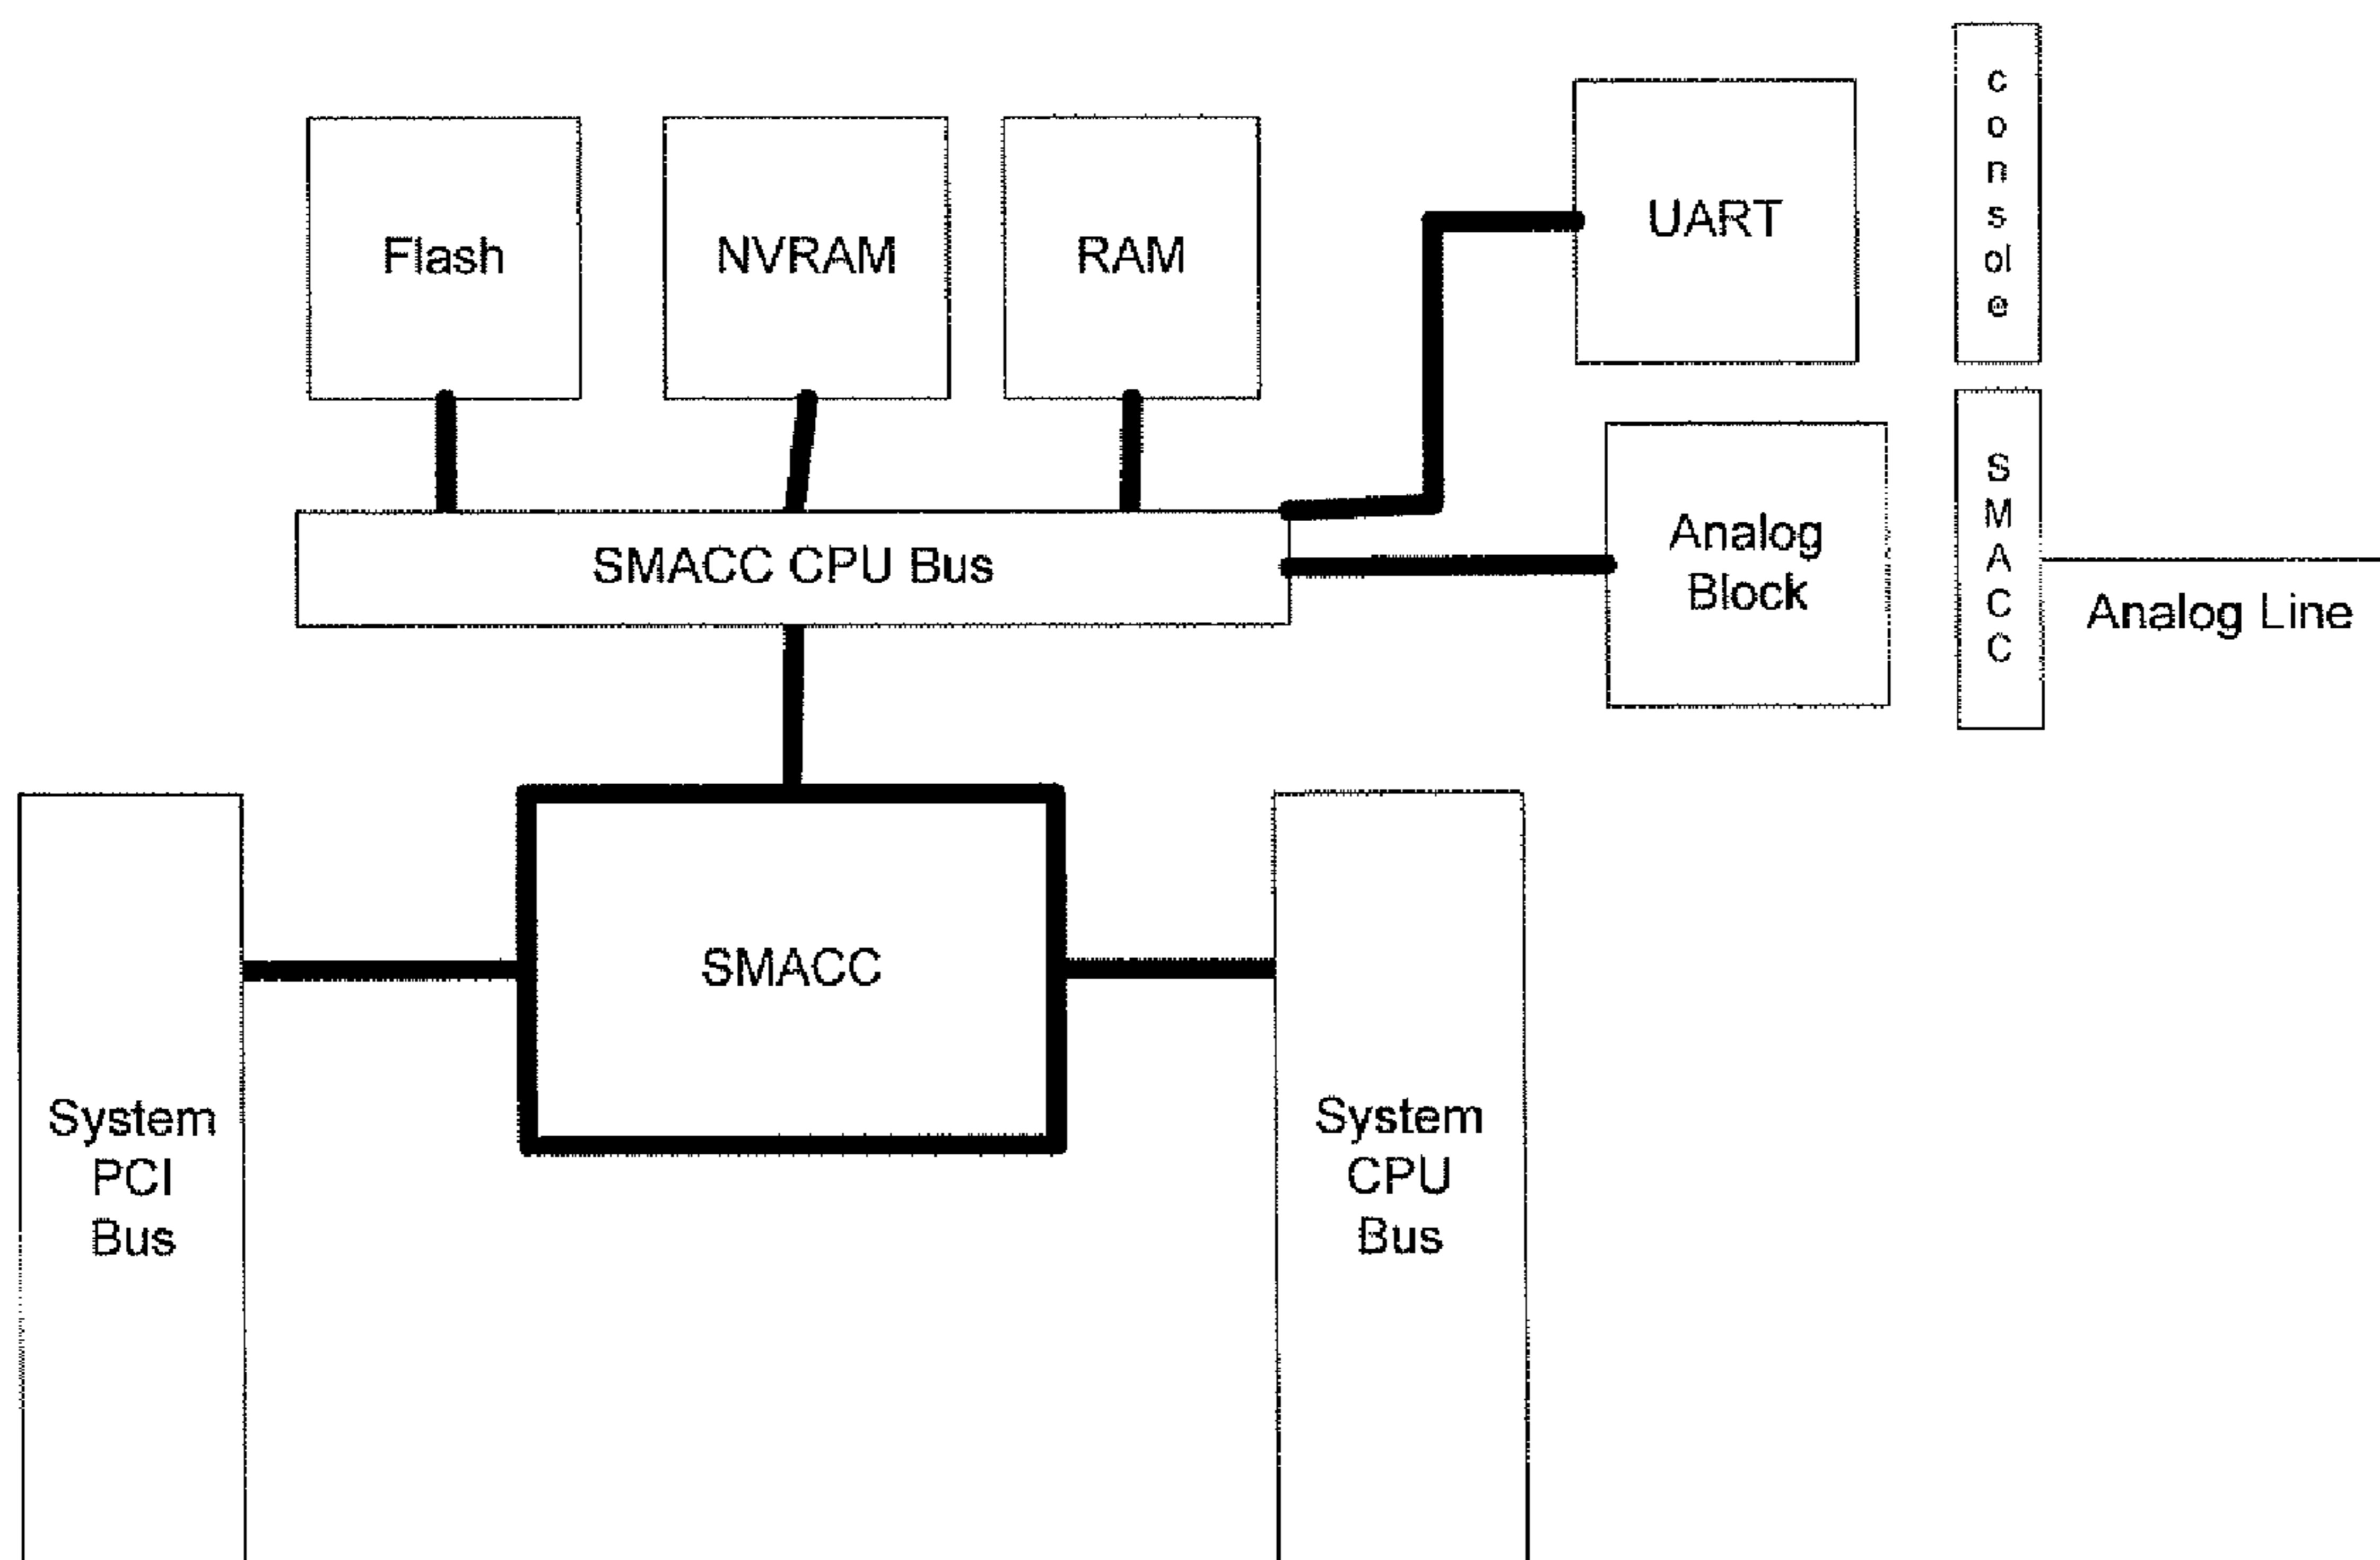 Flash
NVRAM
RAM
UART
c
o
n
s
ol
e
SMACC CPU Bus
Analog
Block
S
M
A
C
C
Analog Line
SMACC
System
PCI
Bus
System
CPU
Bus